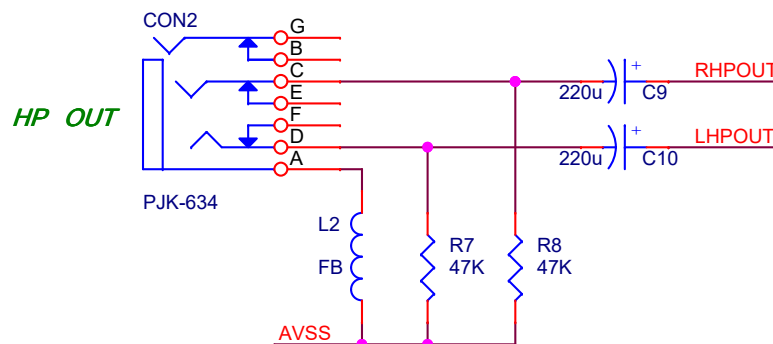 CON2
G
B
C
E
F
D
A
HP OUT
PJK-634
220u
+
C9
RHPOUT
220u
+
C10
LHPOUT
L2
FB
R7
47K
R8
47K
AVSS